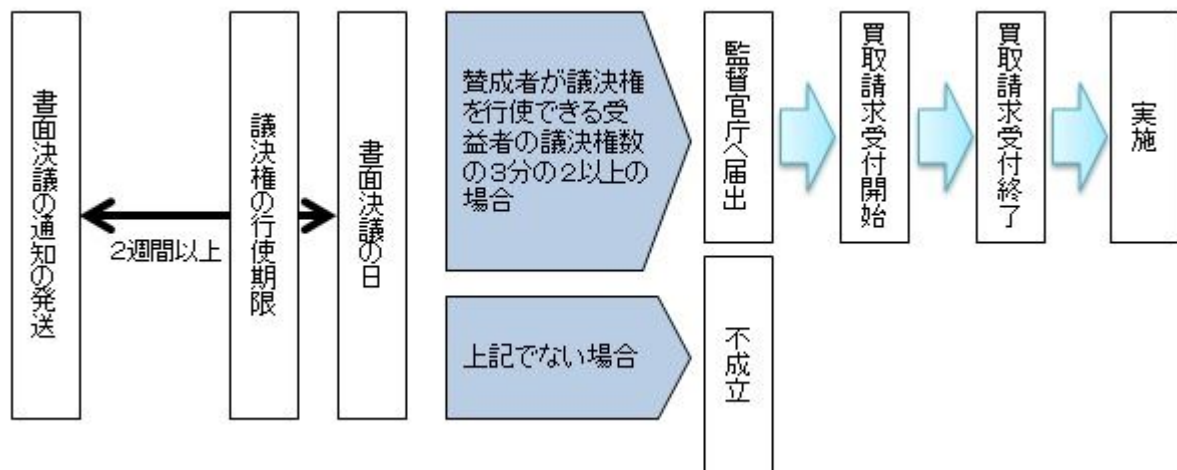 書面決議の通知の発送
2週間以上
議決権の行使期限
書面決議の日
賛成者が議決権
を行使できる受
益者の議決権数
の3分の2以上の
場合
監督官庁へ届出
買取請求受付開始
買取請求受付終了
実施
上記でない場合
不成立